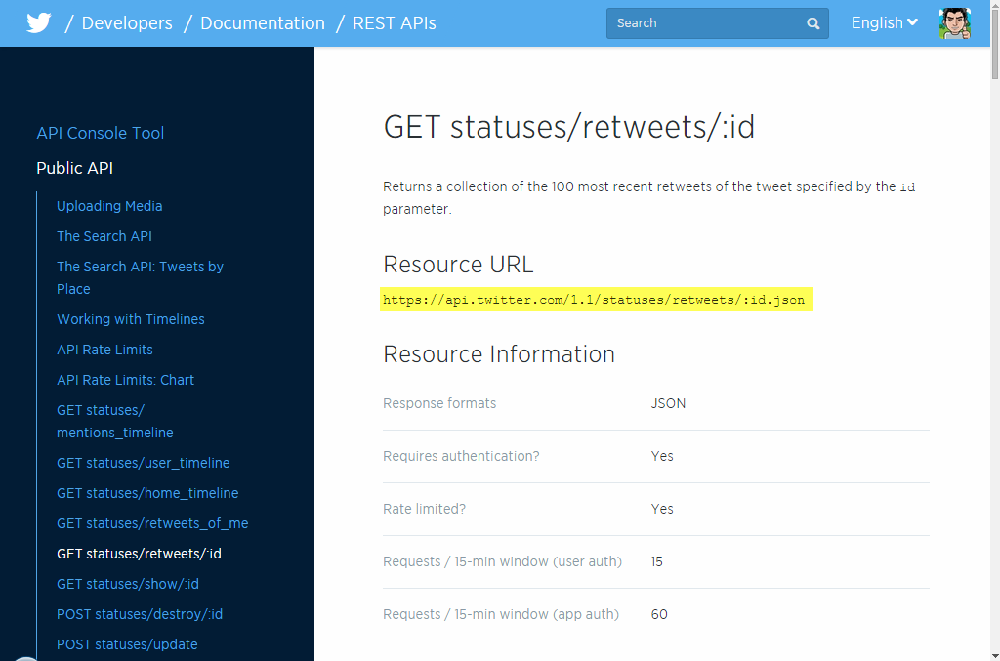 / Developers / Documentation / REST APIs
Search
English
API Console Tool
Public API
Uploading Media
The Search API
The Search API: Tweets by
Place
Working with Timelines
API Rate Limits
API Rate Limits: Chart
GET statuses/
mentions_timeline
GET statuses/user_timeline
GET statuses/home_timeline
GET statuses/retweets_of_me
GET statuses/retweets/:id
GET statuses/show/:id
POST statuses/destroy/:id
POST statuses/update
GET statuses/retweets/:id
Returns a collection of the 100 most recent retweets of the tweet specified by the id
parameter.
Resource URL
https://api.twitter.com/1.1/statuses/retweets/:id.json
Resource Information
Response formats JSON
Requires authentication? Yes
Rate limited? Yes
Requests / 15-min window (user auth) 15
Requests / 15-min window (app auth) 60